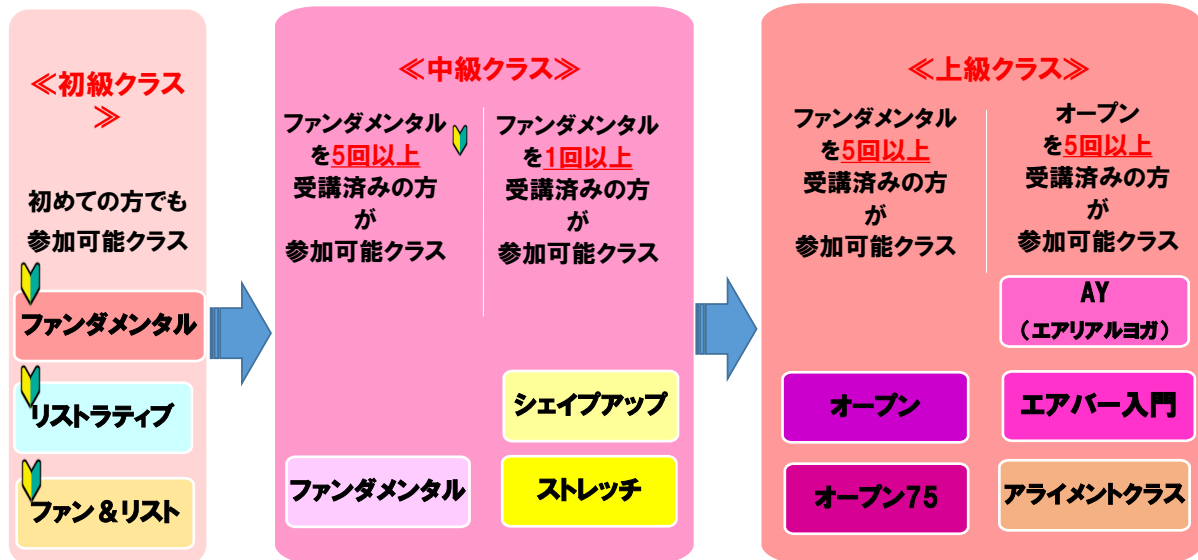 ≪初級クラス
≫
初めての方でも
参加可能クラス
ファンダメンタル
リストラティブ
ファン＆リスト
≪中級クラス≫
ファンダメンタル
を5回以上
受講済みの方
が
参加可能クラス
ファンダメンタル
を1回以上
受講済みの方
が
参加可能クラス
シェイプアップ
ファンダメンタル
ストレッチ
≪上級クラス≫
ファンダメンタル
を5回以上
受講済みの方
が
参加可能クラス
オープン
を5回以上
受講済みの方
が
参加可能クラス
AY
（エアリアルヨガ）
オープン
エアバー入門
オープン75
アライメントクラス